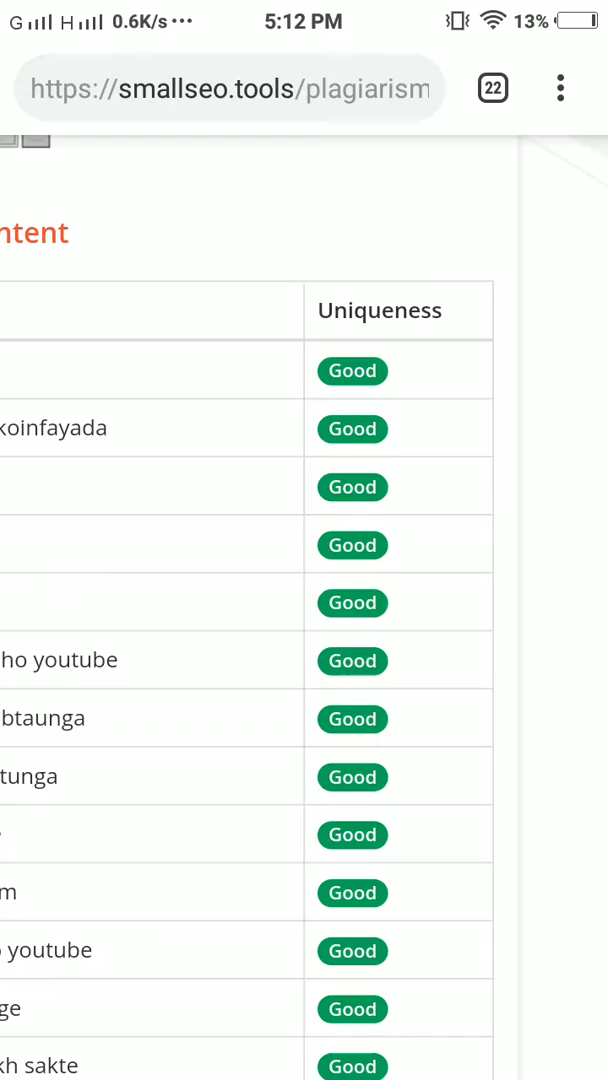 G H 0.6K/s ••• 5:12 PM 13%
https://smallseo.tools/plagiarism 22
ntent
Uniqueness
Good
koinfayada Good
Good
Good
Good
ho youtube Good
btaunga Good
tunga Good
Good
m Good
youtube Good
ge Good
kh sakte Good